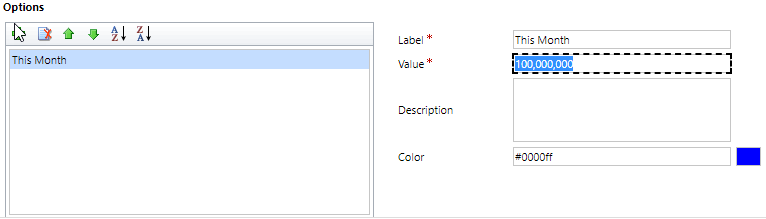 Options
A
Z
Z
A
This Month
Label *
This Month
Value *
100,000,000
Description
Color
#0000ff